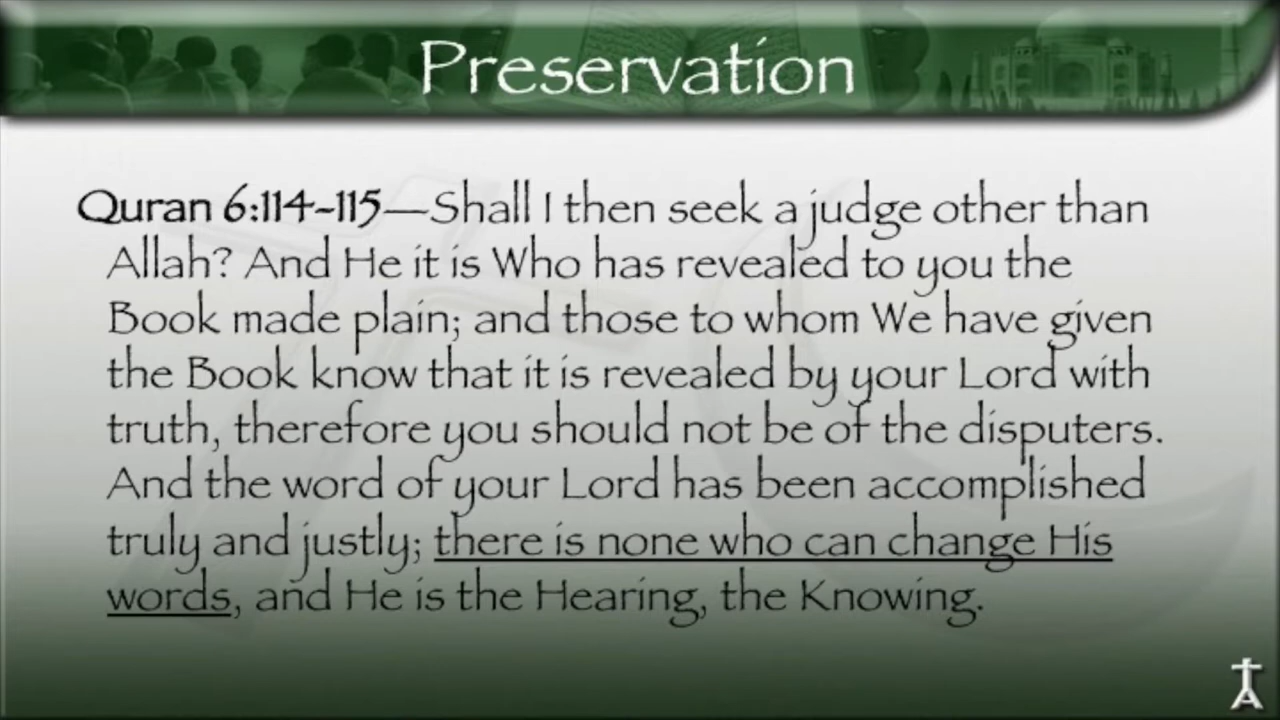 Preservation
Quran 6:114-115—Shall I then seek a judge other than
Allah? And He it is Who has revealed to you the
Book made plain; and those to whom We have given
the Book know that it is revealed by your Lord with
truth, therefore you should not be of the disputers.
And the word of your Lord has been accomplished
truly and justly; there is none who can change His
words, and He is the Hearing, the Knowing.